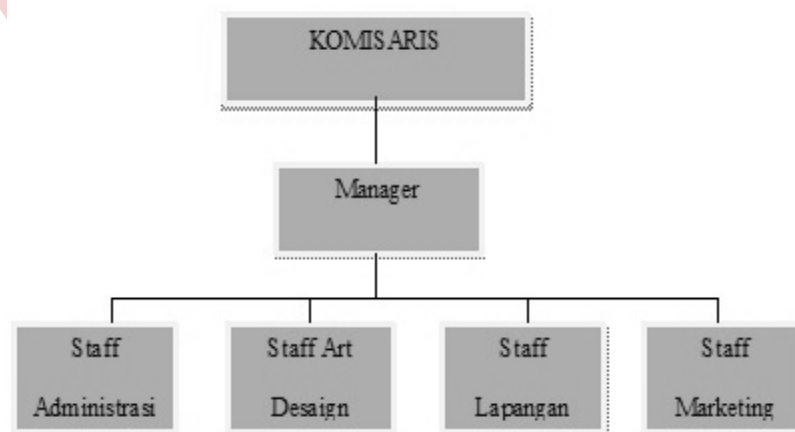 KOMISARIS
Manager
Staff
Administrasi
Staff Art
Desaign
Staff
Lapangan
Staff
Marketing